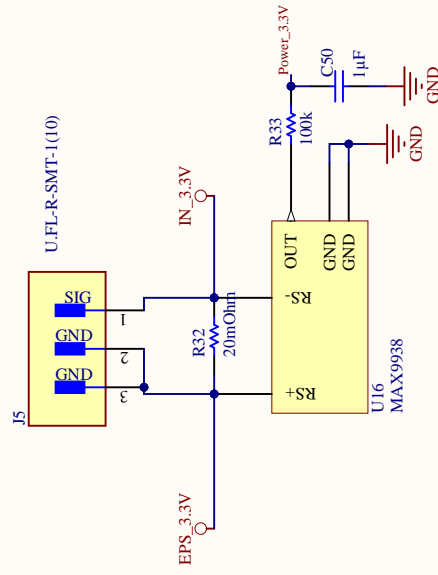 Power_3.3V
C50
1µF
GND
R33
100k
GND
U.FL-R-SMT-1(10)
IN_3.3V
OUT
GND
GND
SIG
1
GND
2
GND
3
J5
R32
20mOhm
RS-
RS+
U16
MAX9938
EPS_3.3V